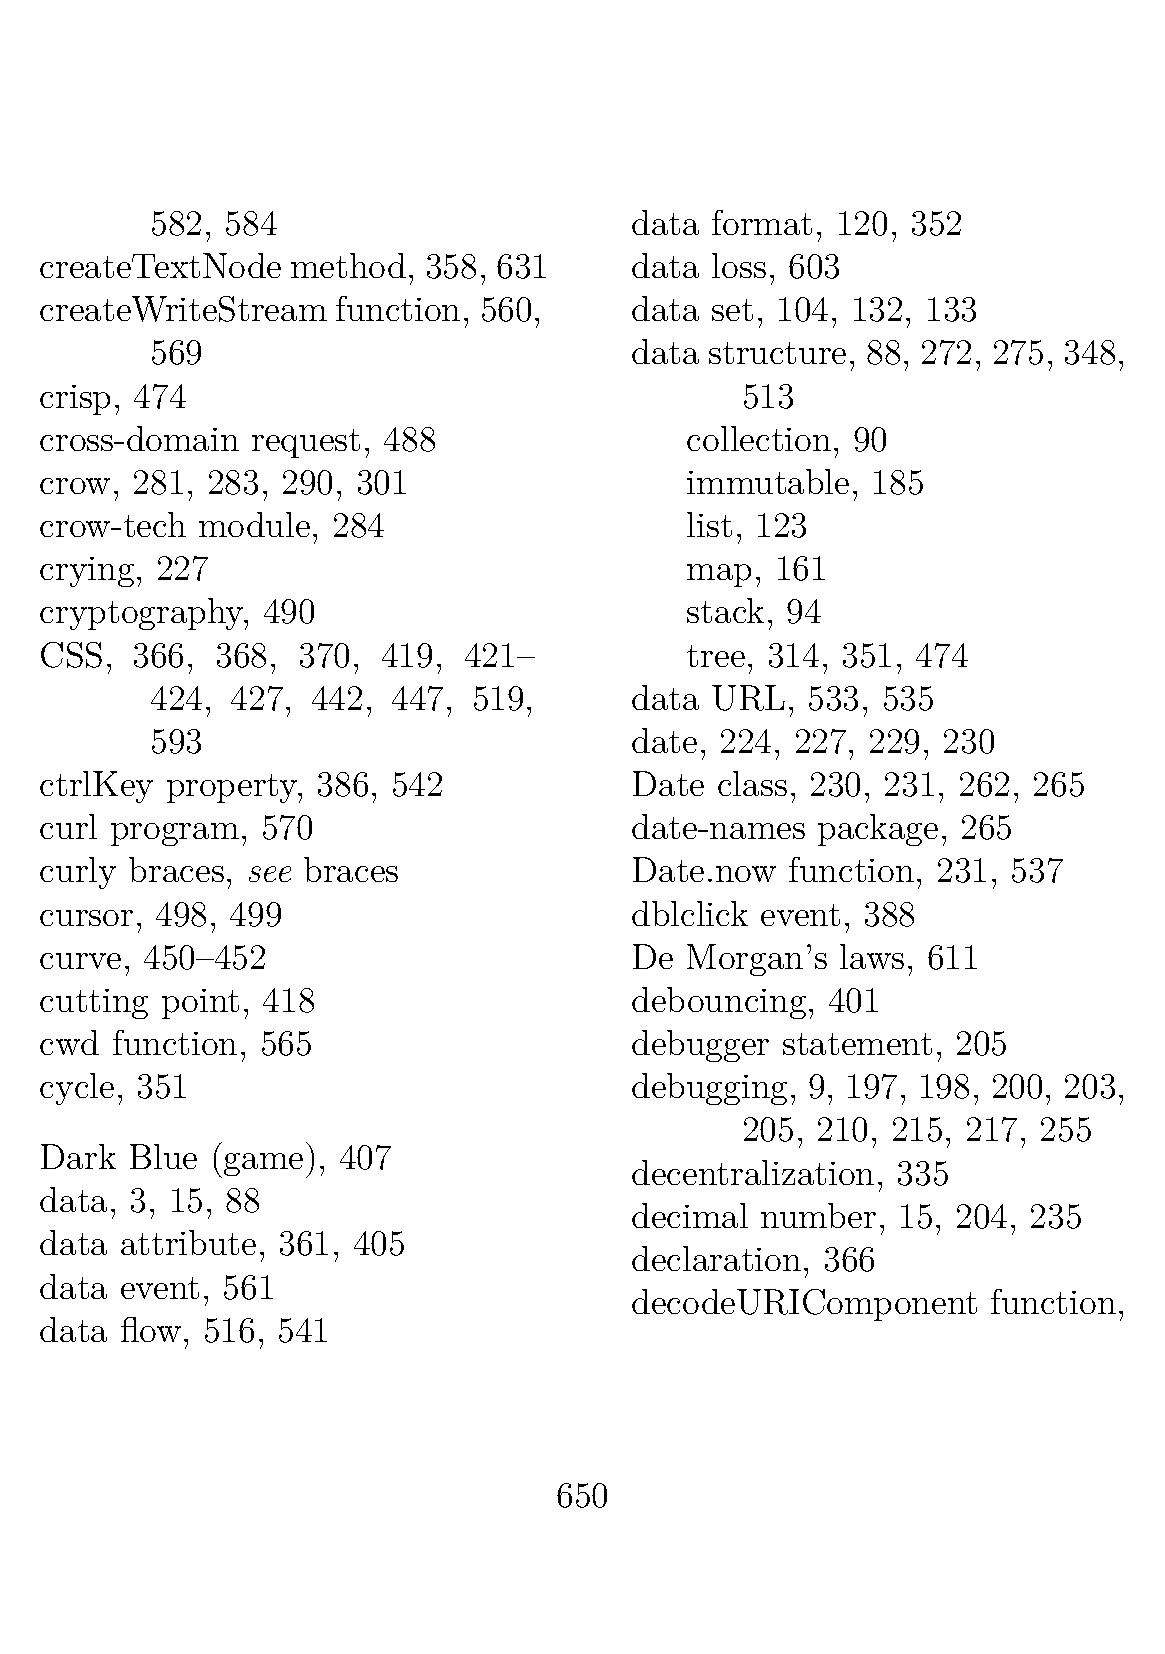 582, 584
createTextNode method, 358, 631
createWriteStream function, 560,
569
crisp, 474
cross-domain request, 488
crow, 281, 283, 290, 301
crow-tech module, 284
crying, 227
cryptography, 490
CSS, 366, 368, 370, 419, 421–
424, 427, 442, 447, 519,
593
ctrlKey property, 386, 542
curl program, 570
curly braces, see braces
cursor, 498, 499
curve, 450–452
cutting point, 418
cwd function, 565
cycle, 351
Dark Blue (game), 407
data, 3, 15, 88
data attribute, 361, 405
data event, 561
data flow, 516, 541
data format, 120, 352
data loss, 603
data set, 104, 132, 133
data structure, 88, 272, 275, 348,
513
collection, 90
immutable, 185
list, 123
map, 161
stack, 94
tree, 314, 351, 474
data URL, 533, 535
date, 224, 227, 229, 230
Date class, 230, 231, 262, 265
date-names package, 265
Date.now function, 231, 537
dblclick event, 388
De Morgan’s laws, 611
debouncing, 401
debugger statement, 205
debugging, 9, 197, 198, 200, 203,
205, 210, 215, 217, 255
decentralization, 335
decimal number, 15, 204, 235
declaration, 366
decodeURIComponent function,
650